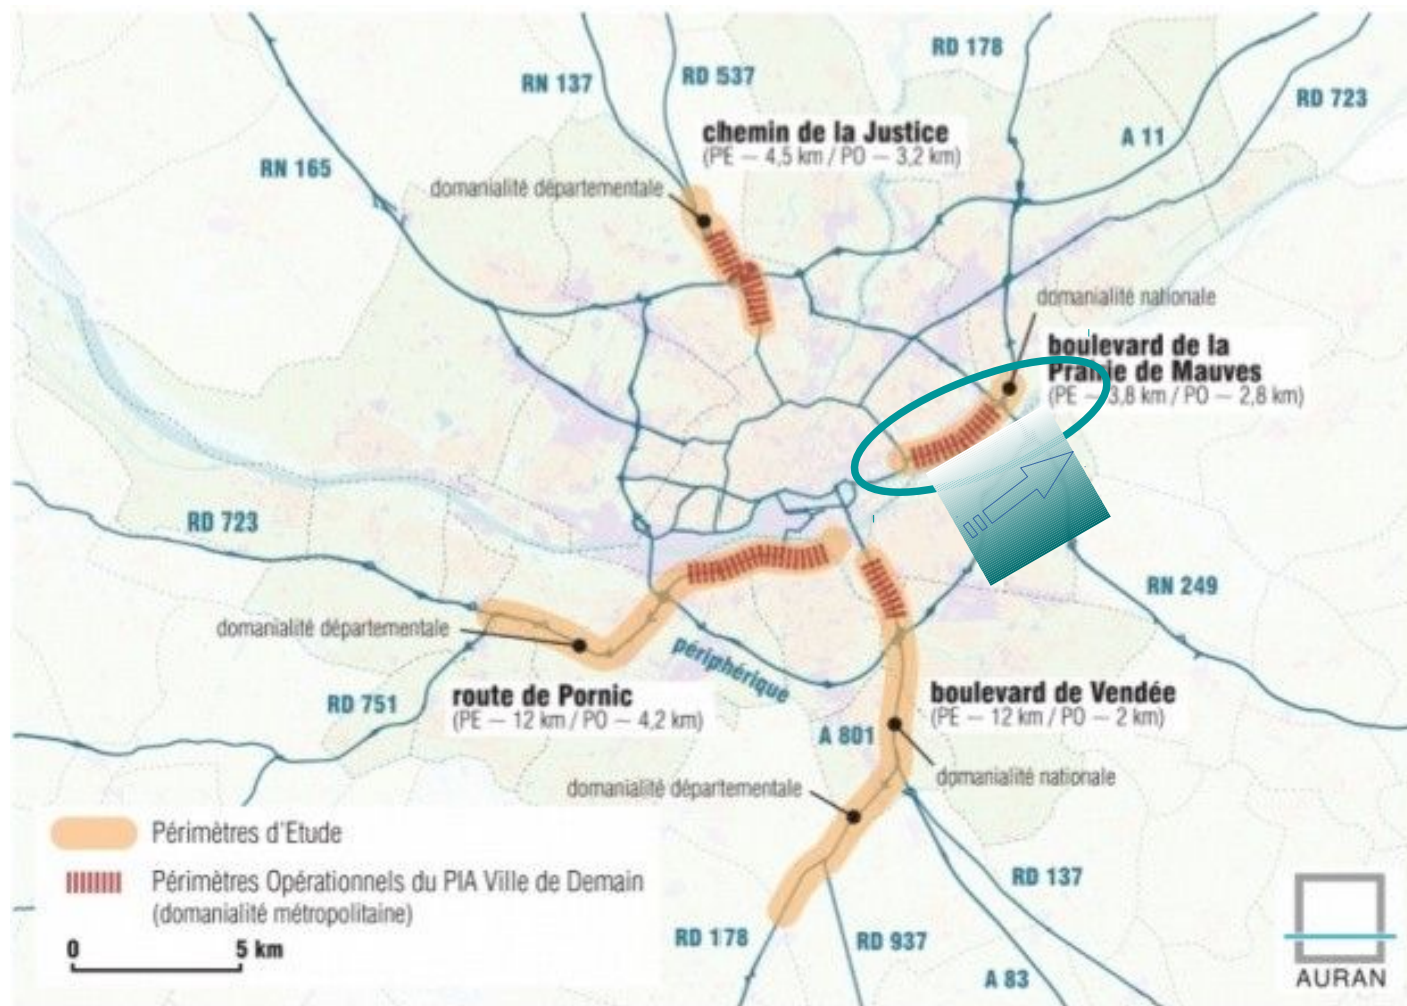 RD 178
RN 137
RD 537
RD 723
A 11
chemin de la Justice
(PE – 4,5 km / PO – 3,2 km)
RN 165
domanialité départementale
domanialité nationale
boulevard de la
Prairie de Mauves
(PE – 3,8 km / PO – 2,8 km)
RD 723
RN 249
domanialité départementale
périphérique
route de Pornic
(PE – 12 km / PO – 4,2 km)
RD 751
boulevard de Vendée
(PE – 12 km / PO – 2 km)
A 801
domanialité nationale
domanialité départementale
Périmètres d'Etude
Périmètres Opérationnels du PIA Ville de Demain
(domanialité métropolitaine)
0 5 km
RD 137
RD 178
RD 937
A 83
AURAN